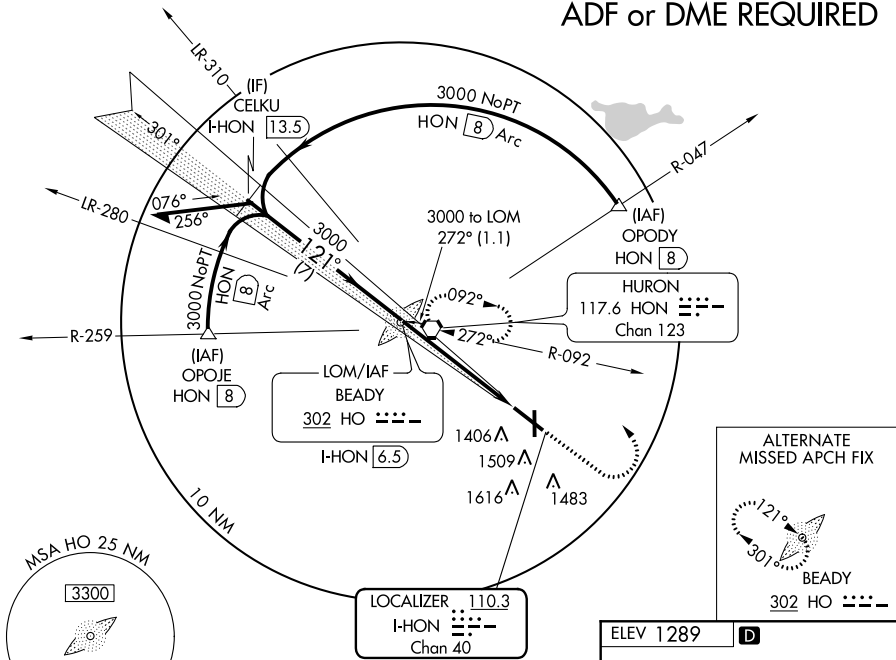 ADF or DME REQUIRED
LR-310
(IF)
CELKU
I-HON 13.5
3000 NoPT
HON 8 Arc
R-047
301°
LR-280
076°
256°
3000
121°
(7)
3000 to LOM
272° (1.1)
(IAF)
OPODY
HON 8
3000 NoPT
HON 8 Arc
092°
272°
HURON
117.6 HON
Chan 123
R-259
R-092
(IAF)
OPOJE
HON 8
LOM/IAF
BEADY
302 HO
I-HON 6.5
1406
1509
1616
1483
10 NM
ALTERNATE
MISSED APCH FIX
121°
301°
BEADY
302 HO
MSA HO 25 NM
3300
LOCALIZER 110.3
I-HON
Chan 40
ELEV 1289 D